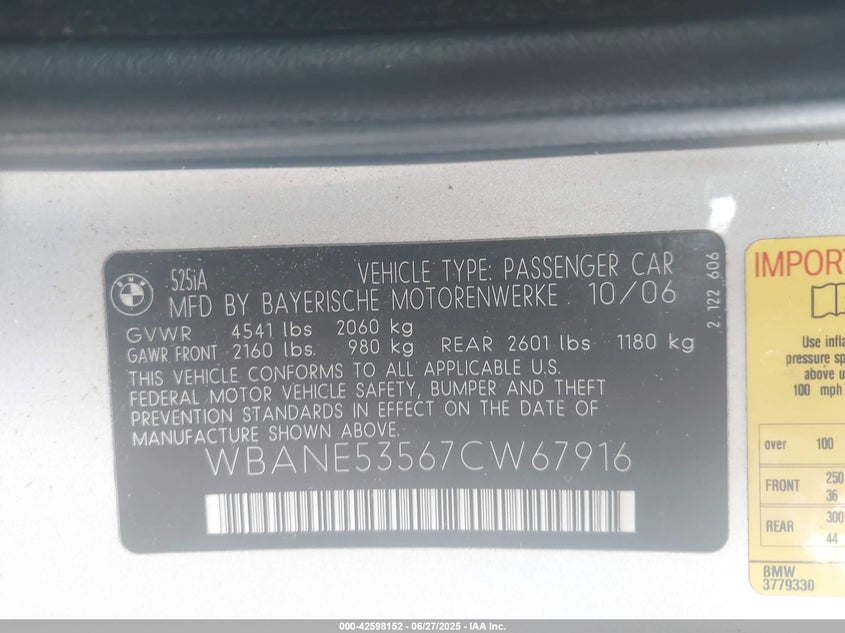 525iA
VEHICLE TYPE: PASSENGER CAR
MFD BY BAYERISCHE MOTORENWERKE 10/06
GVWR 4541 lbs 2060 kg
GAWR FRONT 2160 lbs. 980 kg REAR 2601 lbs 1180 kg
THIS VEHICLE CONFORMS TO ALL APPLICABLE U.S.
FEDERAL MOTOR VEHICLE SAFETY, BUMPER AND THEFT
PREVENTION STANDARDS IN EFFECT ON THE DATE OF
MANUFACTURE SHOWN ABOVE.
WBANE53567CW67916
2 122 606
IMPORT
Use infla
pressure sp
above u
100 mph
over 100
FRONT 250
36
REAR 300
44
BMW
3779330
000-42598152 - 06/27/2025 - IAA Inc.